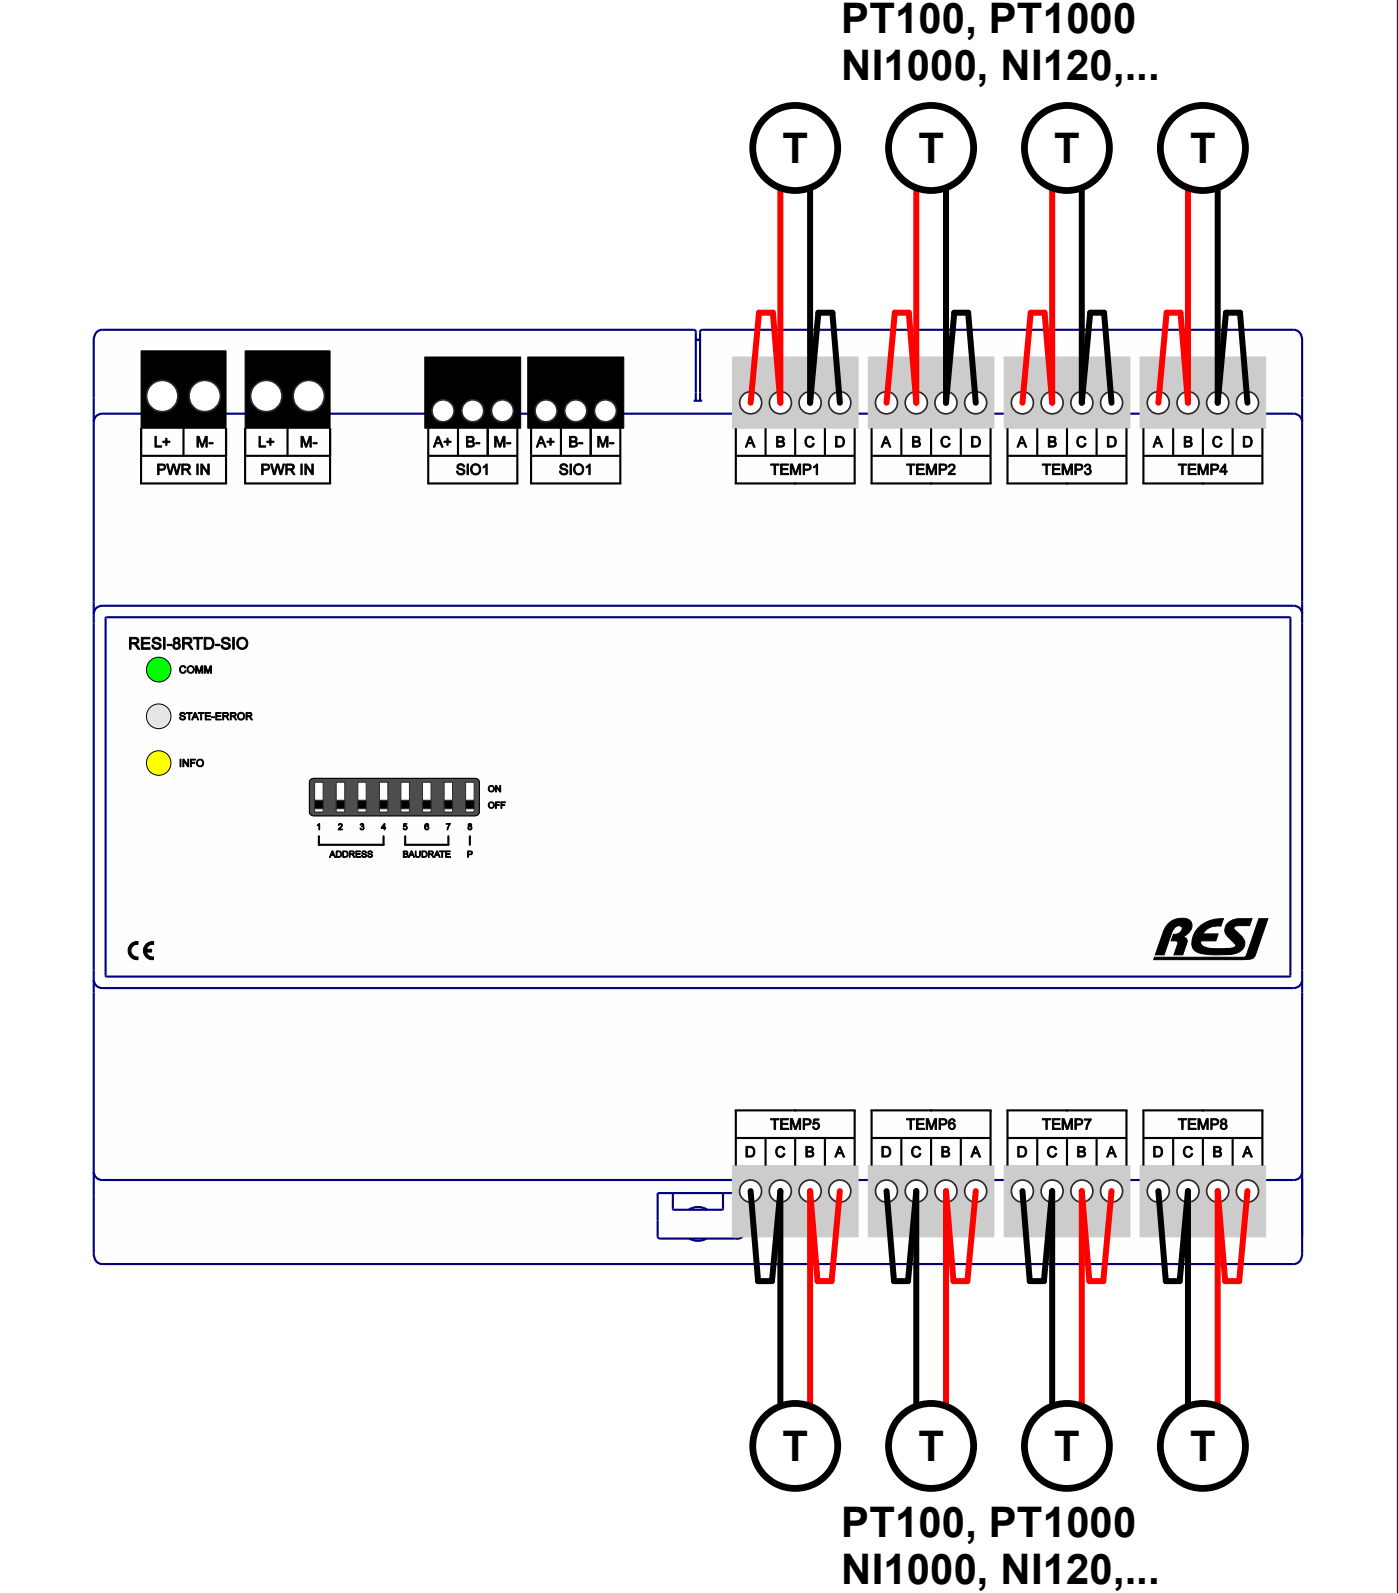 PT100, PT1000
NI1000, NI120,...
T T T T
L+ M- L+ M- A+ B- M- A+ B- M- A B C D A B C D A B C D A B C D
PWR IN PWR IN SIO1 SIO1 TEMP1 TEMP2 TEMP3 TEMP4
RESI-8RTD-SIO
COMM
STATE-ERROR
INFO
ON
OFF
1 2 3 4 5 6 7 8
ADDRESS BAUDRATE P
CE
RESI
TEMP5 TEMP6 TEMP7 TEMP8
D C B A D C B A D C B A D C B A
T T T T
PT100, PT1000
NI1000, NI120,...